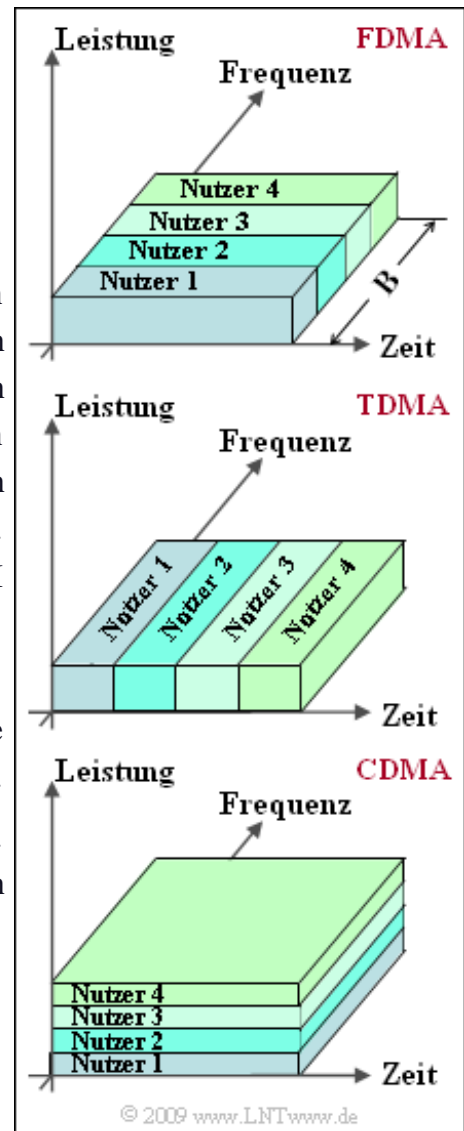 Leistung FDMA
Frequenz
Nutzer 4
Nutzer 3
Nutzer 2
Nutzer 1
B
Zeit
Leistung TDMA
Frequenz
Nutzer 1 Nutzer 2 Nutzer 3 Nutzer 4
Zeit
Leistung CDMA
Frequenz
Nutzer 4
Nutzer 3
Nutzer 2
Nutzer 1
Zeit
© 2009 www.LNTwww.de